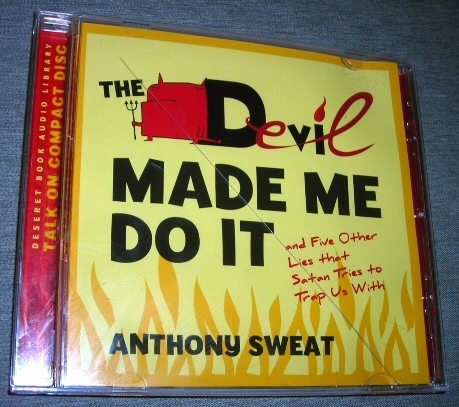 DESERET BOOK AUDIO LIBRARY
TALK ON COMPACT DISC
THE Devil
MADE ME
DO IT
and Five Other
Lies that
Satan Tries to
Trap Us With
ANTHONY SWEAT